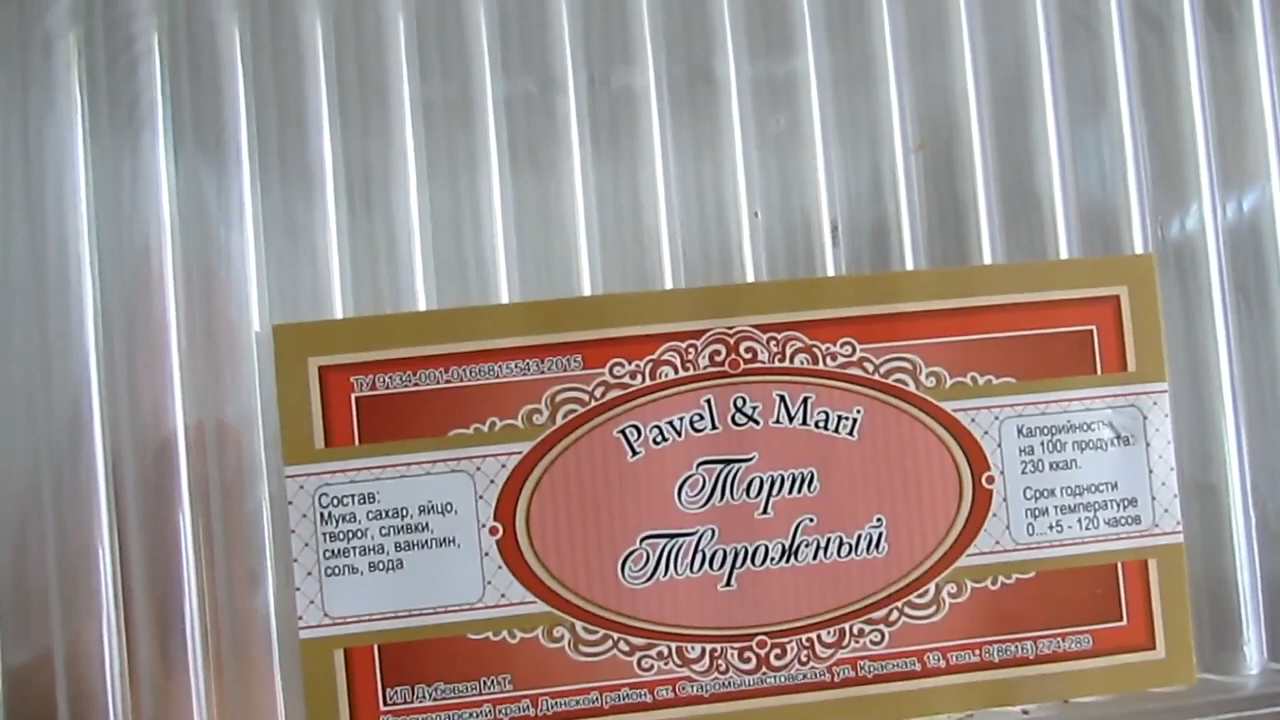 ТУ 9134-001-0166815543-2015
Pavel & Mari
Торт
Творожный
Состав:
Мука, сахар, яйцо,
творог, сливки,
сметана, ванилин,
соль, вода
Калорийность
на 100г продукта:
230 ккал.
Срок годности
при температуре
0...+5 - 120 часов
ИП Дубовая М.Т.
Краснодарский край, Динской район, ст. Старомышастовская, ул. Красная, 19, тел.: 8(8616) 274-289